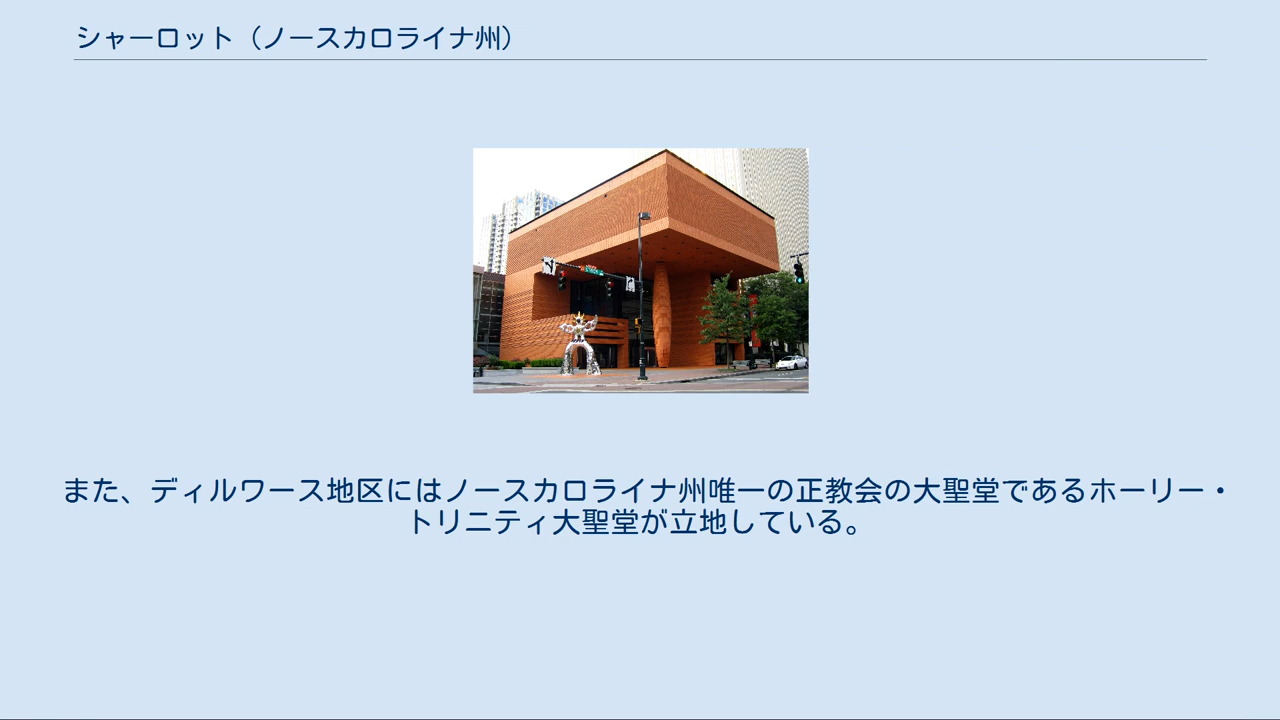 シャーロット（ノースカロライナ州）
また、ディルワース地区にはノースカロライナ州唯一の正教会の大聖堂であるホーリー・
トリニティ大聖堂が立地している。